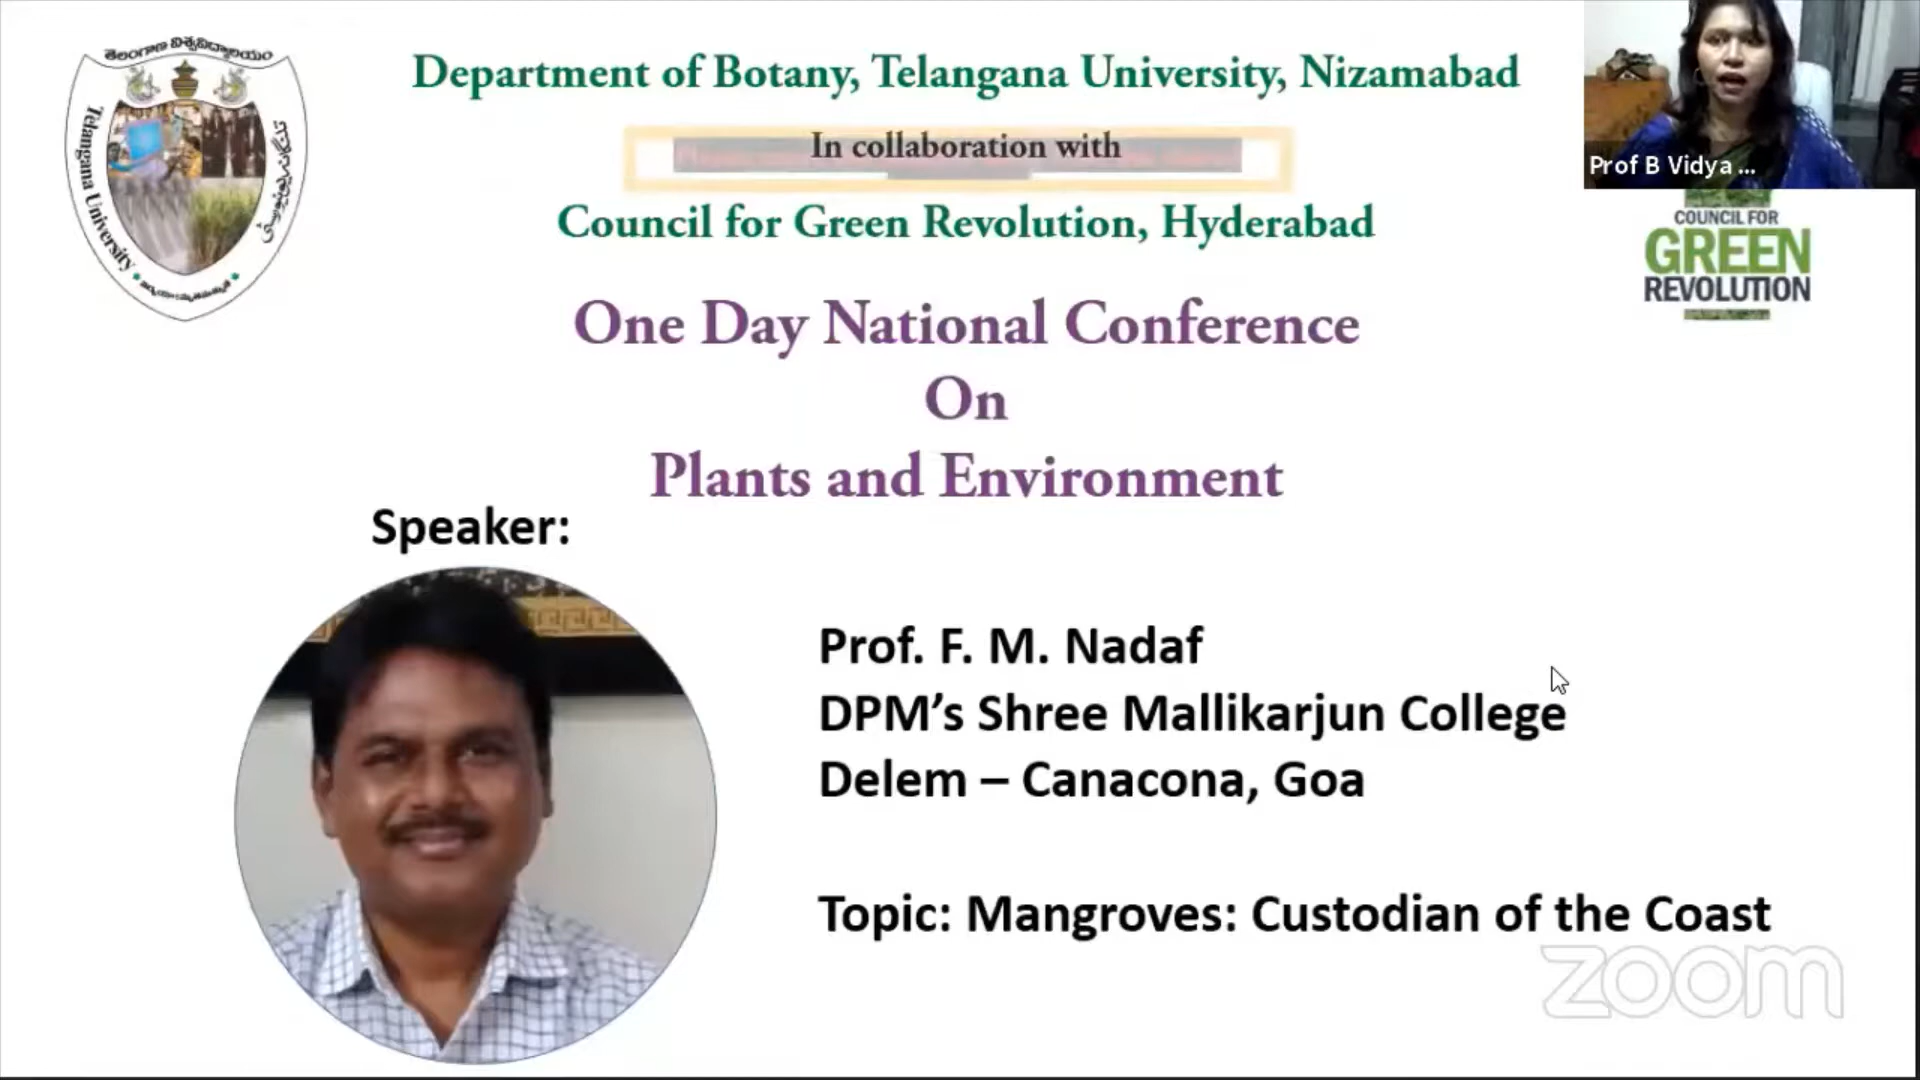 తెలంగాణ విశ్వవిద్యాలయం
Telangana University
Department of Botany, Telangana University, Nizamabad
In collaboration with
Council for Green Revolution, Hyderabad
Prof B Vidya ...
COUNCIL FOR
GREEN
REVOLUTION
One Day National Conference
On
Plants and Environment
Speaker:
Prof. F. M. Nadaf
DPM’s Shree Mallikarjun College
Delem – Canacona, Goa
Topic: Mangroves: Custodian of the Coast
zoom